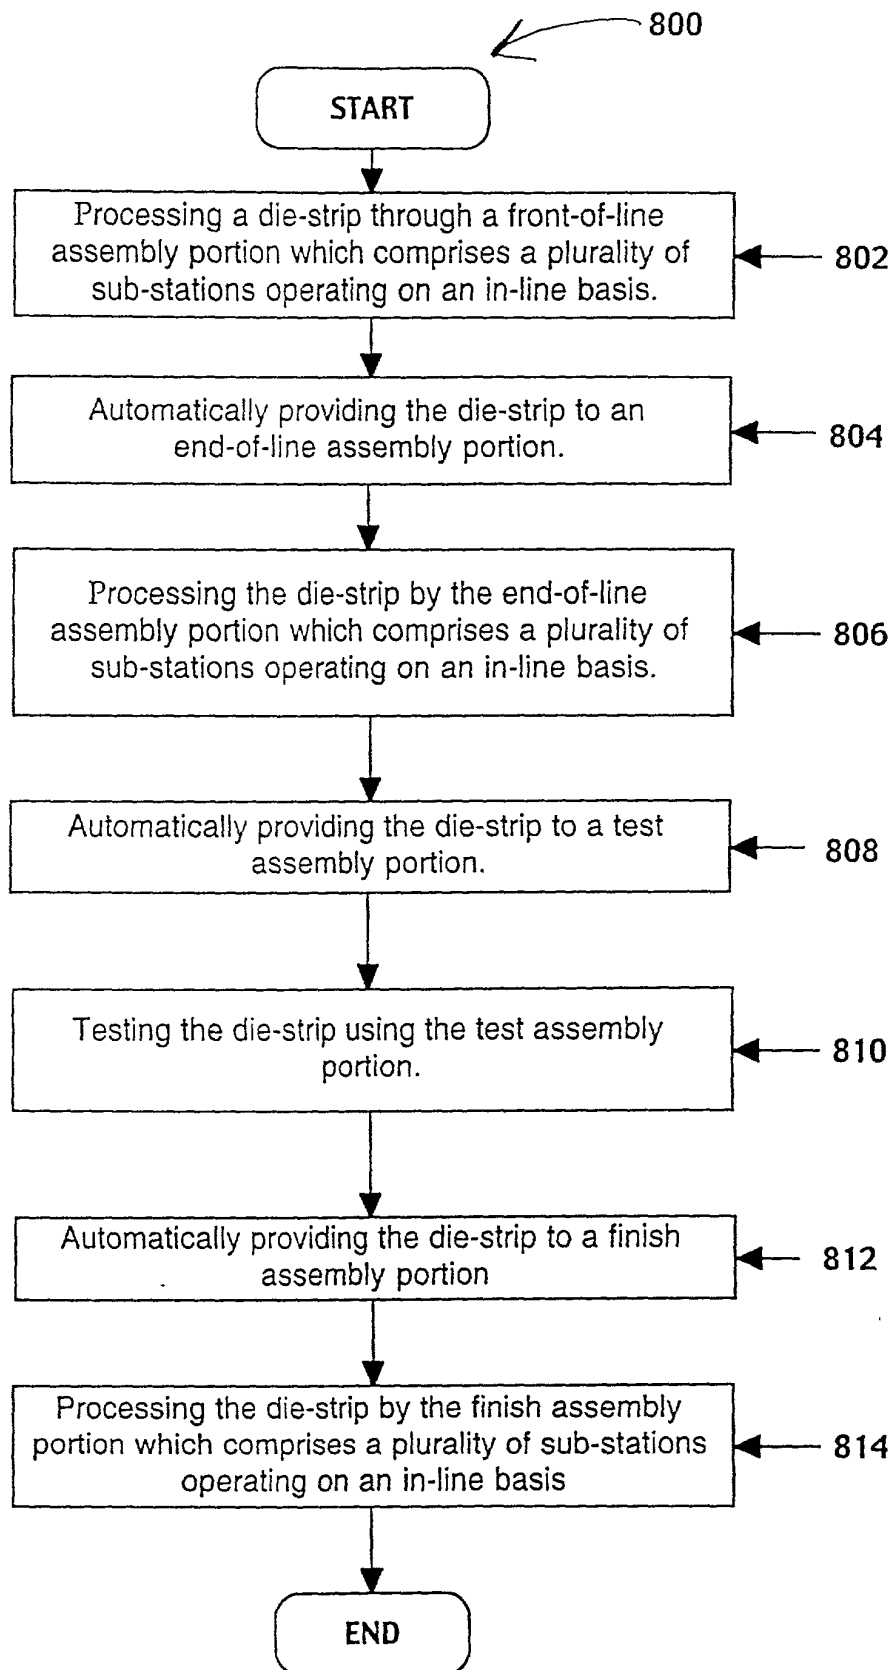 800
START
Processing a die-strip through a front-of-line
assembly portion which comprises a plurality of
sub-stations operating on an in-line basis.
802
Automatically providing the die-strip to an
end-of-line assembly portion.
804
Processing the die-strip by the end-of-line
assembly portion which comprises a plurality of
sub-stations operating on an in-line basis.
806
Automatically providing the die-strip to a test
assembly portion.
808
Testing the die-strip using the test assembly
portion.
810
Automatically providing the die-strip to a finish
assembly portion
812
Processing the die-strip by the finish assembly
portion which comprises a plurality of sub-stations
operating on an in-line basis
814
END